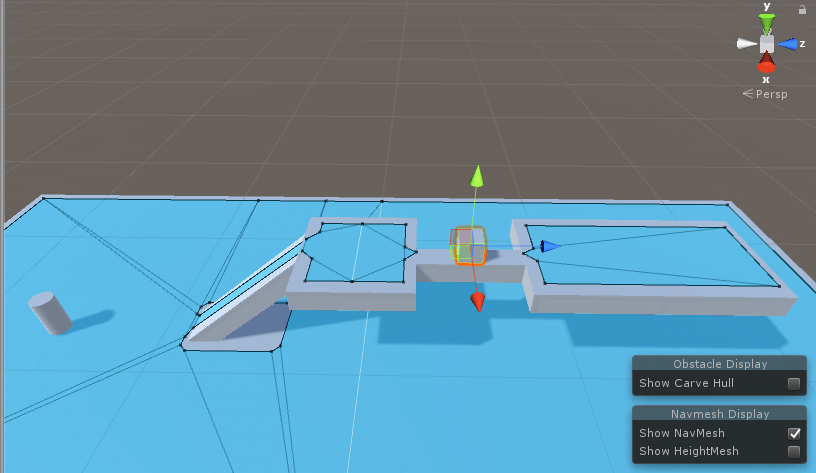 y
z
x
Persp
Obstacle Display
Show Carve Hull
Navmesh Display
Show NavMesh
Show HeightMesh